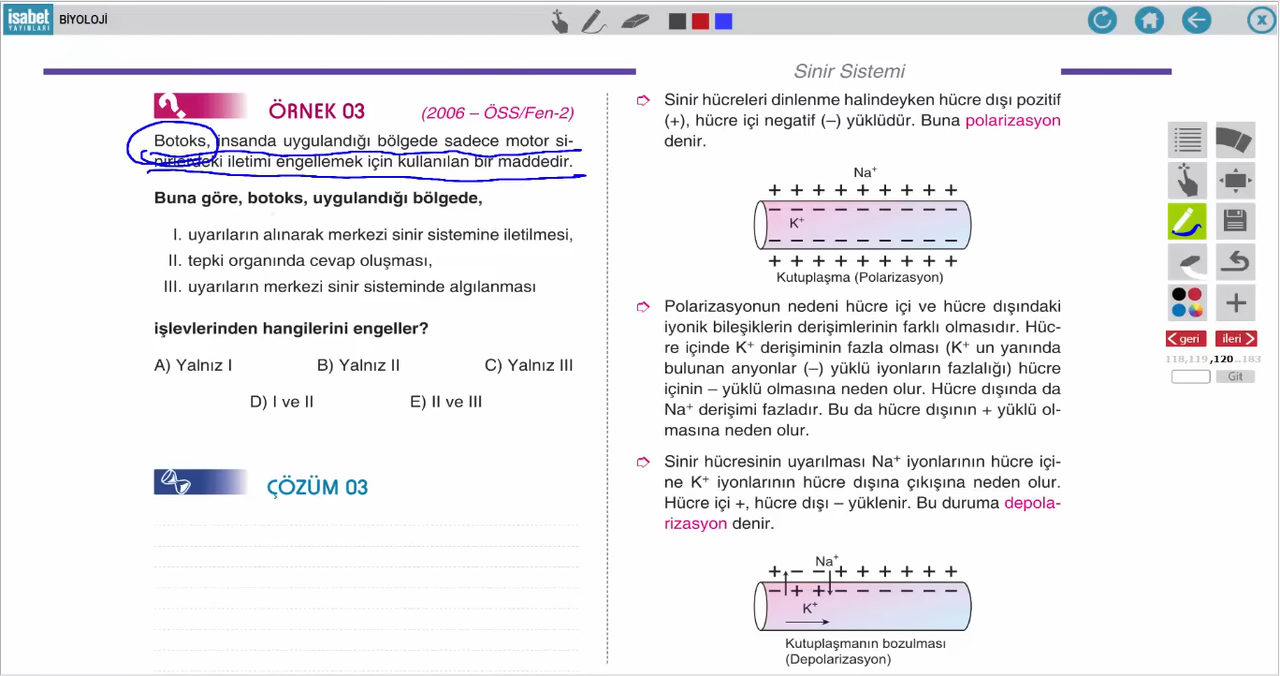 isabet
YAYINLARI
BİYOLOJİ
Sinir Sistemi
ÖRNEK 03
(2006 – ÖSS/Fen-2)
Botoks, insanda uygulandığı bölgede sadece motor si-
nirlerdeki iletimi engellemek için kullanılan bir maddedir.
Buna göre, botoks, uygulandığı bölgede,
I. uyarıların alınarak merkezi sinir sistemine iletilmesi,
II. tepki organında cevap oluşması,
III. uyarıların merkezi sinir sisteminde algılanması
işlevlerinden hangilerini engeller?
A) Yalnız I B) Yalnız II C) Yalnız III
D) I ve II E) II ve III
ÇÖZÜM 03
Sinir hücreleri dinlenme halindeyken hücre dışı pozitif
(+), hücre içi negatif (–) yüklüdür. Buna polarizasyon
denir.
Na⁺
+ + + + + + + + +
– – – – – – – – –
K⁺
– – – – – – – – –
+ + + + + + + + +
Kutuplaşma (Polarizasyon)
Polarizasyonun nedeni hücre içi ve hücre dışındaki
iyonik bileşiklerin derişimlerinin farklı olmasıdır. Hüc-
re içinde K⁺ derişiminin fazla olması (K⁺ un yanında
bulunan anyonlar (–) yüklü iyonların fazlalığı) hücre
içinin – yüklü olmasına neden olur. Hücre dışında da
Na⁺ derişimi fazladır. Bu da hücre dışının + yüklü ol-
masına neden olur.
Sinir hücresinin uyarılması Na⁺ iyonlarının hücre içi-
ne K⁺ iyonlarının hücre dışına çıkışına neden olur.
Hücre içi +, hücre dışı – yüklenir. Bu duruma depola-
rizasyon denir.
Na⁺
+ – – + + + + + +
– + + – – – – – –
K⁺
Kutuplaşmanın bozulması
(Depolarizasyon)
geri ileri
118,119,120..183
Git